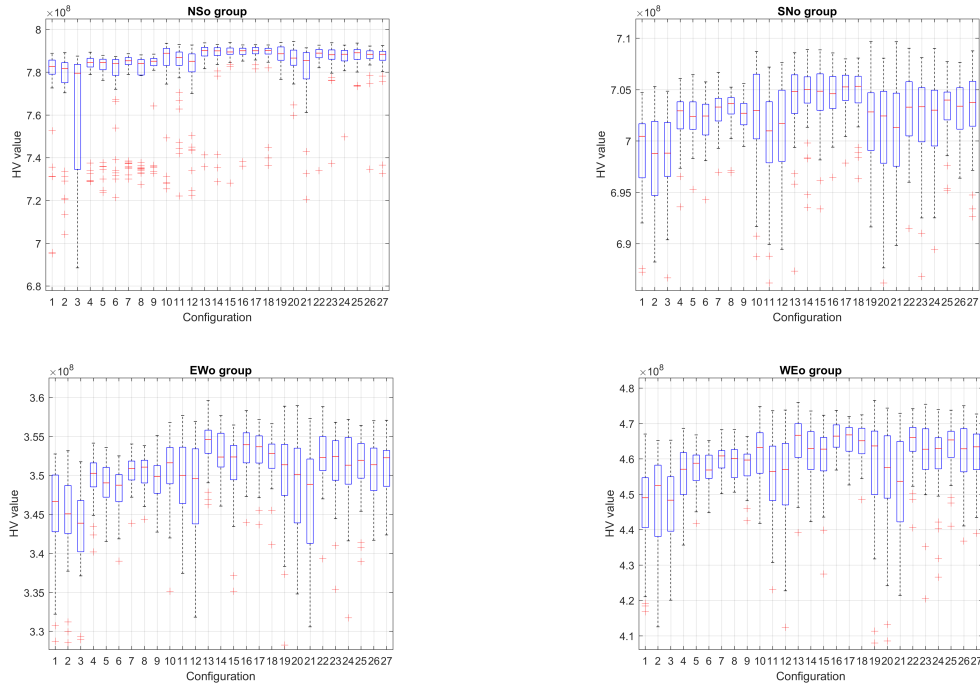 NSo group
×10⁸
8
7.8
7.6
7.4
7.2
7
6.8
HV value
1 2 3 4 5 6 7 8 9 10 11 12 13 14 15 16 17 18 19 20 21 22 23 24 25 26 27
Configuration
SNo group
×10⁸
7.1
7.05
7
6.95
6.9
HV value
1 2 3 4 5 6 7 8 9 10 11 12 13 14 15 16 17 18 19 20 21 22 23 24 25 26 27
Configuration
EWo group
×10⁸
3.6
3.55
3.5
3.45
3.4
3.35
3.3
HV value
1 2 3 4 5 6 7 8 9 10 11 12 13 14 15 16 17 18 19 20 21 22 23 24 25 26 27
Configuration
WEo group
×10⁸
4.8
4.7
4.6
4.5
4.4
4.3
4.2
4.1
HV value
1 2 3 4 5 6 7 8 9 10 11 12 13 14 15 16 17 18 19 20 21 22 23 24 25 26 27
Configuration